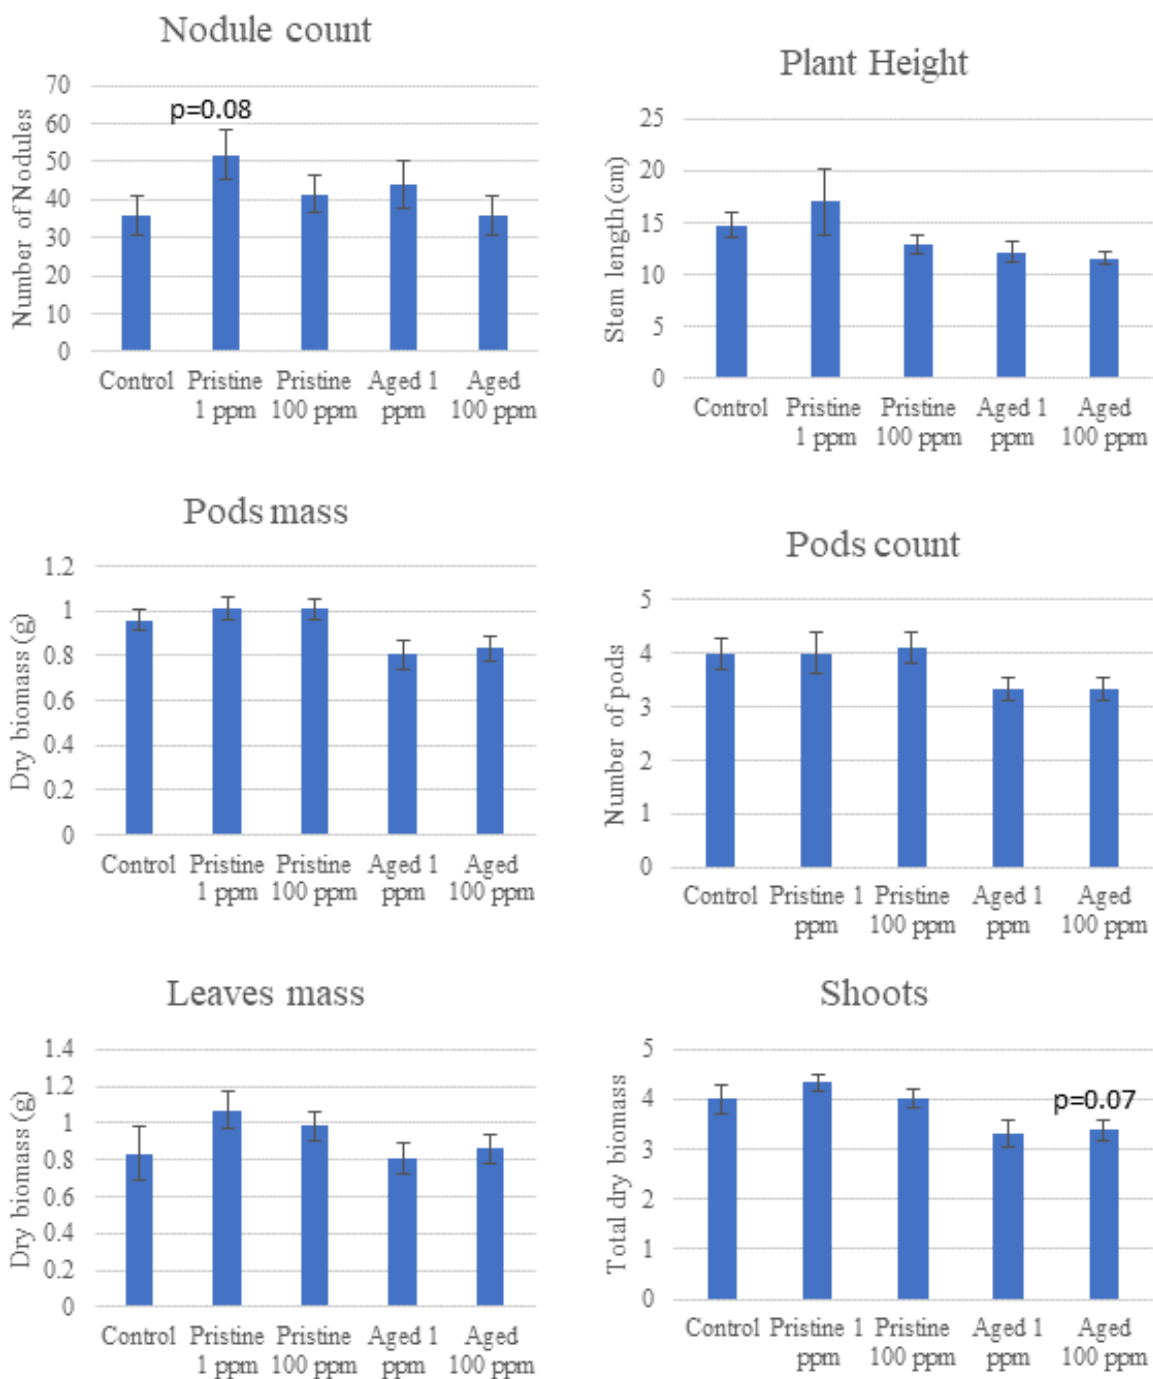 Nodule count
Number of Nodules
70
60
50
40
30
20
10
0
p=0.08
Control Pristine Pristine Aged 1 Aged
1 ppm 100 ppm ppm 100 ppm
Plant Height
Stem length (cm)
25
20
15
10
5
0
Control Pristine Pristine Aged 1 Aged
1 ppm 100 ppm ppm 100 ppm
Pods mass
Dry biomass (g)
1.2
1
0.8
0.6
0.4
0.2
0
Control Pristine Pristine Aged 1 Aged
1 ppm 100 ppm ppm 100 ppm
Pods count
Number of pods
5
4
3
2
1
0
Control Pristine 1 Pristine Aged 1 Aged
ppm 100 ppm ppm 100 ppm
Leaves mass
Dry biomass (g)
1.4
1.2
1
0.8
0.6
0.4
0.2
0
Control Pristine Pristine Aged 1 Aged
1 ppm 100 ppm ppm 100 ppm
Shoots
Total dry biomass
5
4
3
2
1
0
p=0.07
Control Pristine 1 Pristine Aged 1 Aged
ppm 100 ppm ppm 100 ppm